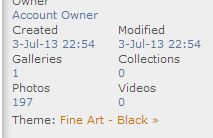 Owner
Account Owner
Created Modified
3-Jul-13 22:54 3-Jul-13 22:54
Galleries Collections
1 0
Photos Videos
197 0
Theme: Fine Art - Black »